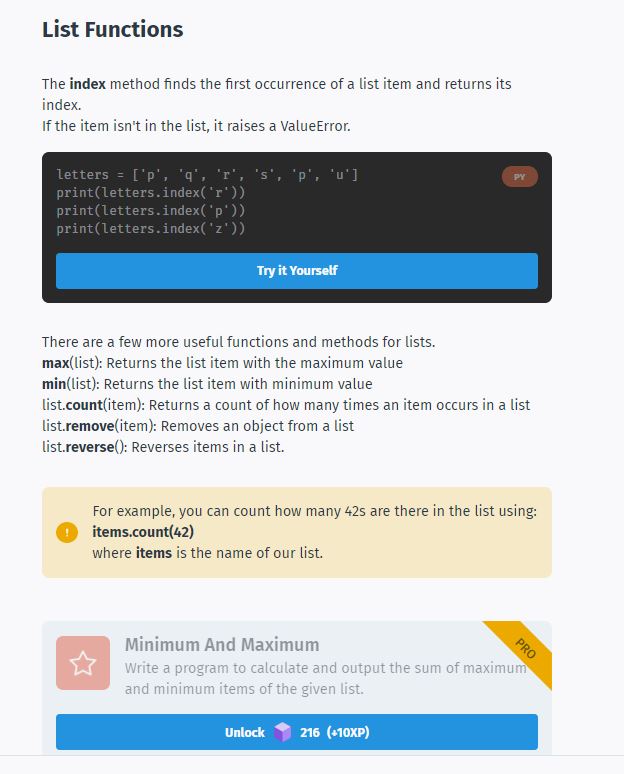 List Functions
The index method finds the first occurrence of a list item and returns its
index.
If the item isn't in the list, it raises a ValueError.
letters = ['p', 'q', 'r', 's', 'p', 'u']
PY
print(letters.index('r'))
print(letters.index('p'))
print(letters.index('z'))
Try it Yourself
There are a few more useful functions and methods for lists.
max(list): Returns the list item with the maximum value
min(list): Returns the list item with minimum value
list.count(item): Returns a count of how many times an item occurs in a list
list.remove(item): Removes an object from a list
list.reverse(): Reverses items in a list.
!
For example, you can count how many 42s are there in the list using:
items.count(42)
where items is the name of our list.
Minimum And Maximum
PRO
Write a program to calculate and output the sum of maximum
and minimum items of the given list.
Unlock 216 (+10XP)